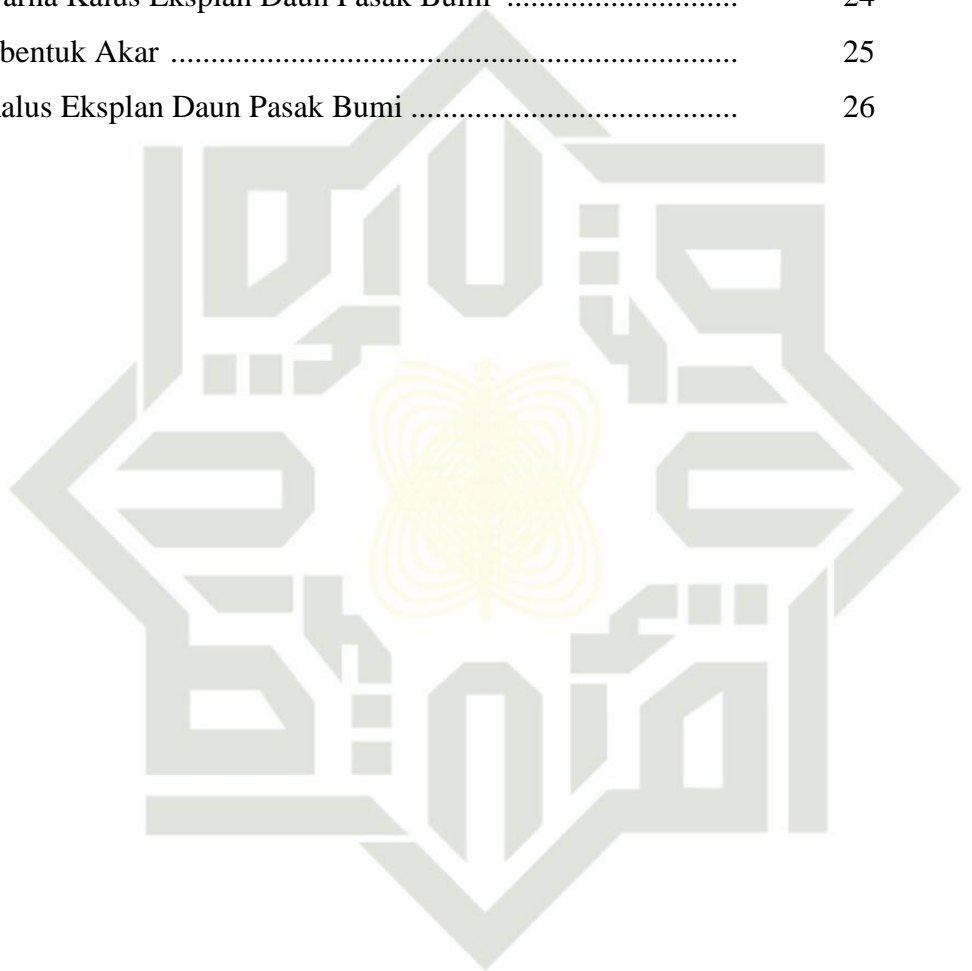 arna Kalus Eksplan Daun Pasak Bumi ............................ 24
bentuk Akar ..................................................................... 25
alus Eksplan Daun Pasak Bumi ....................................... 26